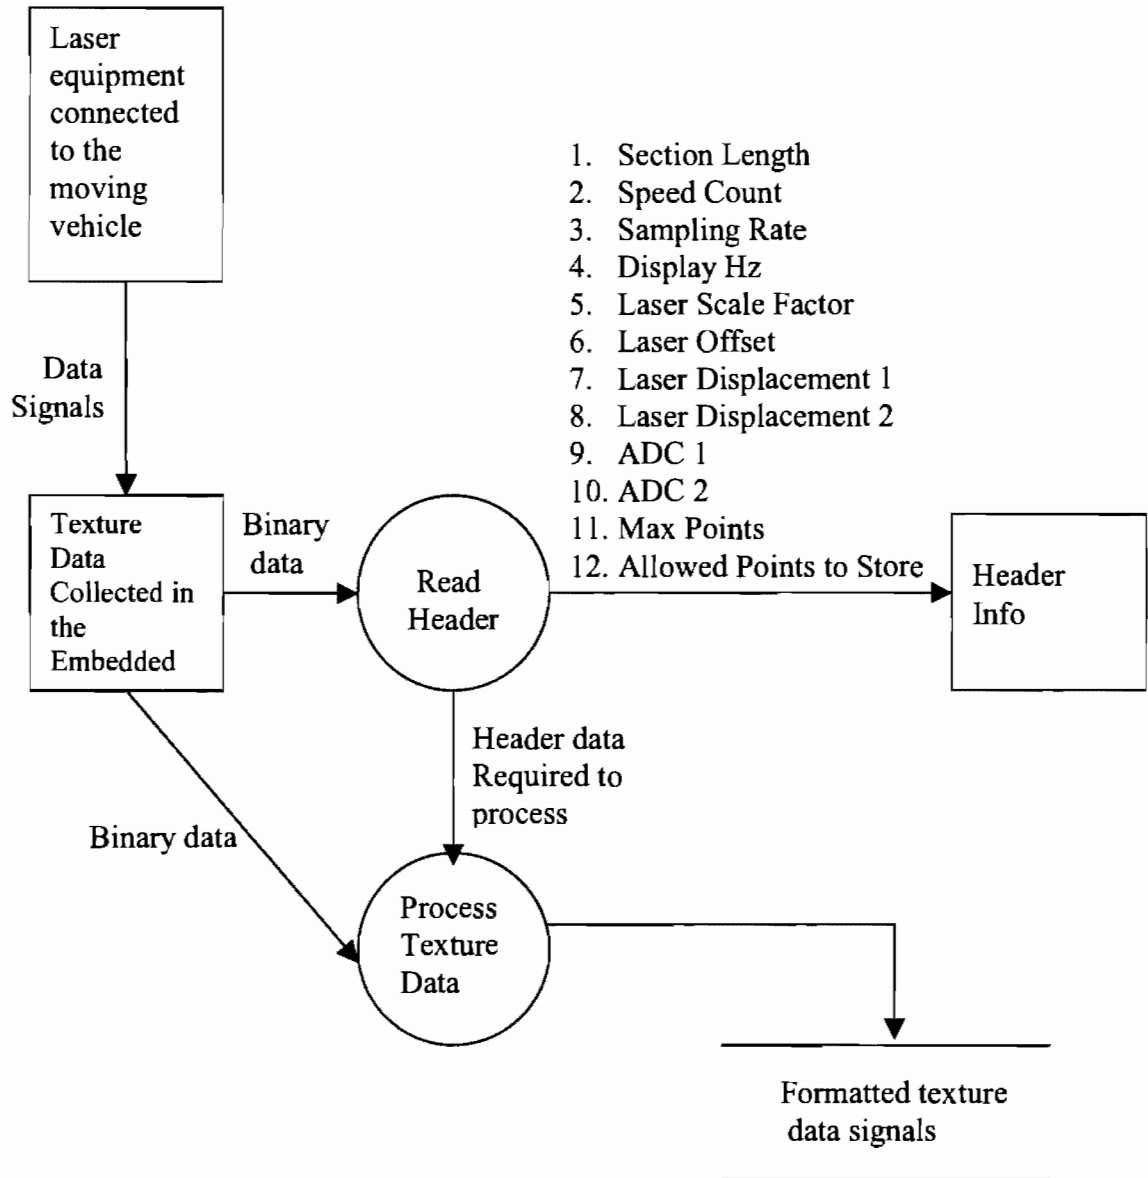 Laser
equipment
connected
to the
moving
vehicle
1. Section Length
2. Speed Count
3. Sampling Rate
4. Display Hz
5. Laser Scale Factor
6. Laser Offset
7. Laser Displacement 1
8. Laser Displacement 2
9. ADC 1
10. ADC 2
11. Max Points
12. Allowed Points to Store
Data
Signals
Texture
Data
Collected in
the
Embedded
Binary
data
Read
Header
Header
Info
Header data
Required to
process
Binary data
Process
Texture
Data
Formatted texture
data signals